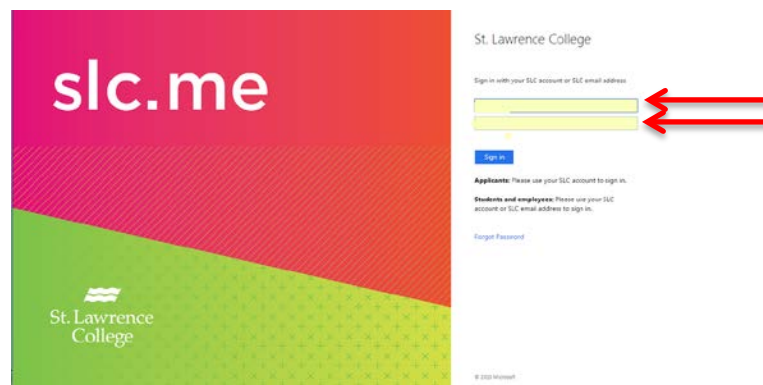 slc.me
St. Lawrence
College
St. Lawrence College
Sign in with your SLC account or SLC email address
Sign in
Applicants: Please use your SLC account to sign in.
Students and employees: Please use your SLC
account or SLC email address to sign in.
Forgot Password
Microsoft